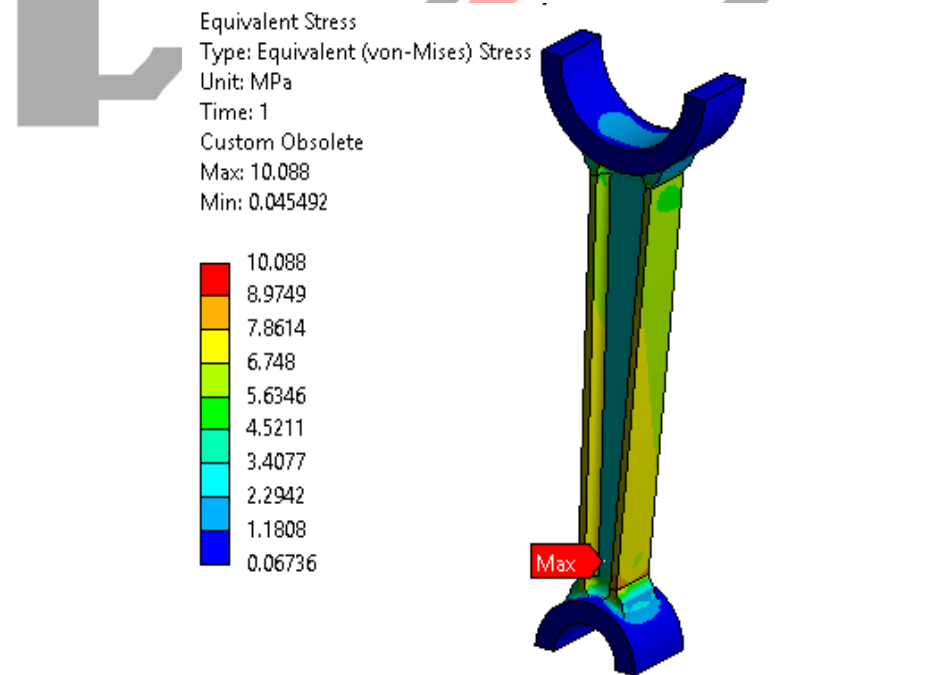 Equivalent Stress
Type: Equivalent (von-Mises) Stress
Unit: MPa
Time: 1
Custom Obsolete
Max: 10.088
Min: 0.045492
10.088
8.9749
7.8614
6.748
5.6346
4.5211
3.4077
2.2942
1.1808
0.06736
Max